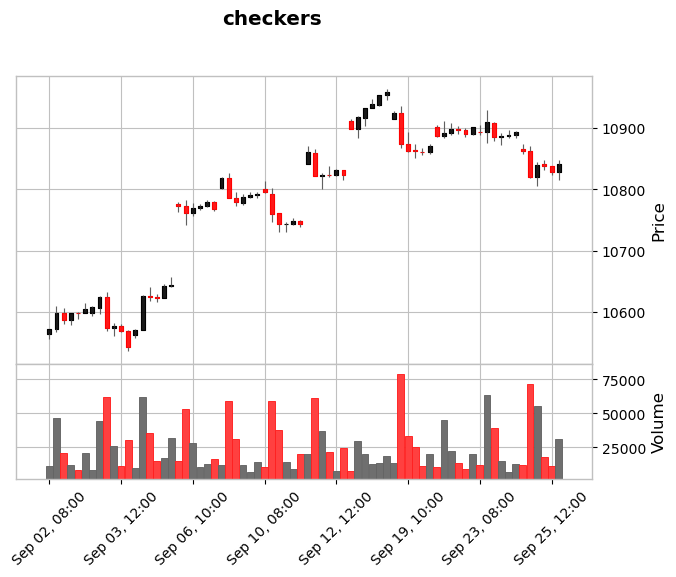 checkers
10900
10800
10700
10600
Price
75000
50000
25000
Volume
Sep 02, 08:00
Sep 03, 12:00
Sep 06, 10:00
Sep 10, 08:00
Sep 12, 12:00
Sep 19, 10:00
Sep 23, 08:00
Sep 25, 12:00